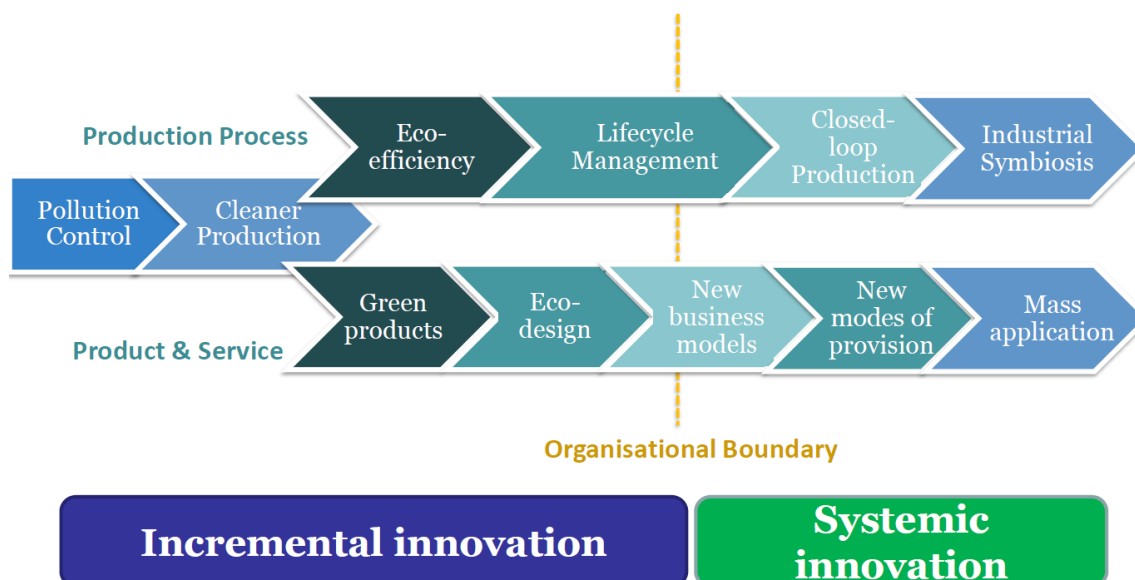 Production Process
Eco-
efficiency
Lifecycle
Management
Closed-
loop
Production
Industrial
Symbiosis
Pollution
Control
Cleaner
Production
Product & Service
Green
products
Eco-
design
New
business
models
New
modes of
provision
Mass
application
Organisational Boundary
Incremental innovation
Systemic
innovation